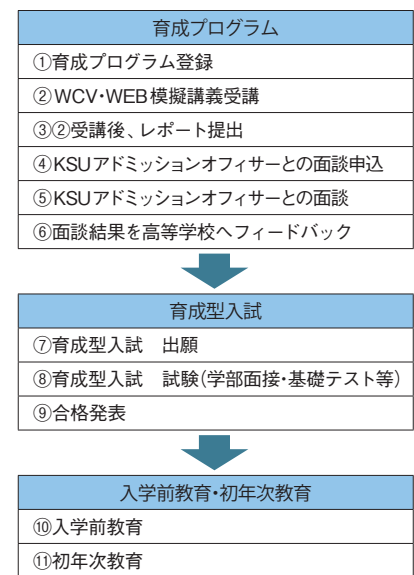 育成プログラム
①育成プログラム登録
②WCV・WEB模擬講義受講
③②受講後、レポート提出
④KSUアドミッションオフィサーとの面談申込
⑤KSUアドミッションオフィサーとの面談
⑥面談結果を高等学校へフィードバック
育成型入試
⑦育成型入試　出願
⑧育成型入試　試験(学部面接・基礎テスト等)
⑨合格発表
入学前教育・初年次教育
⑩入学前教育
⑪初年次教育